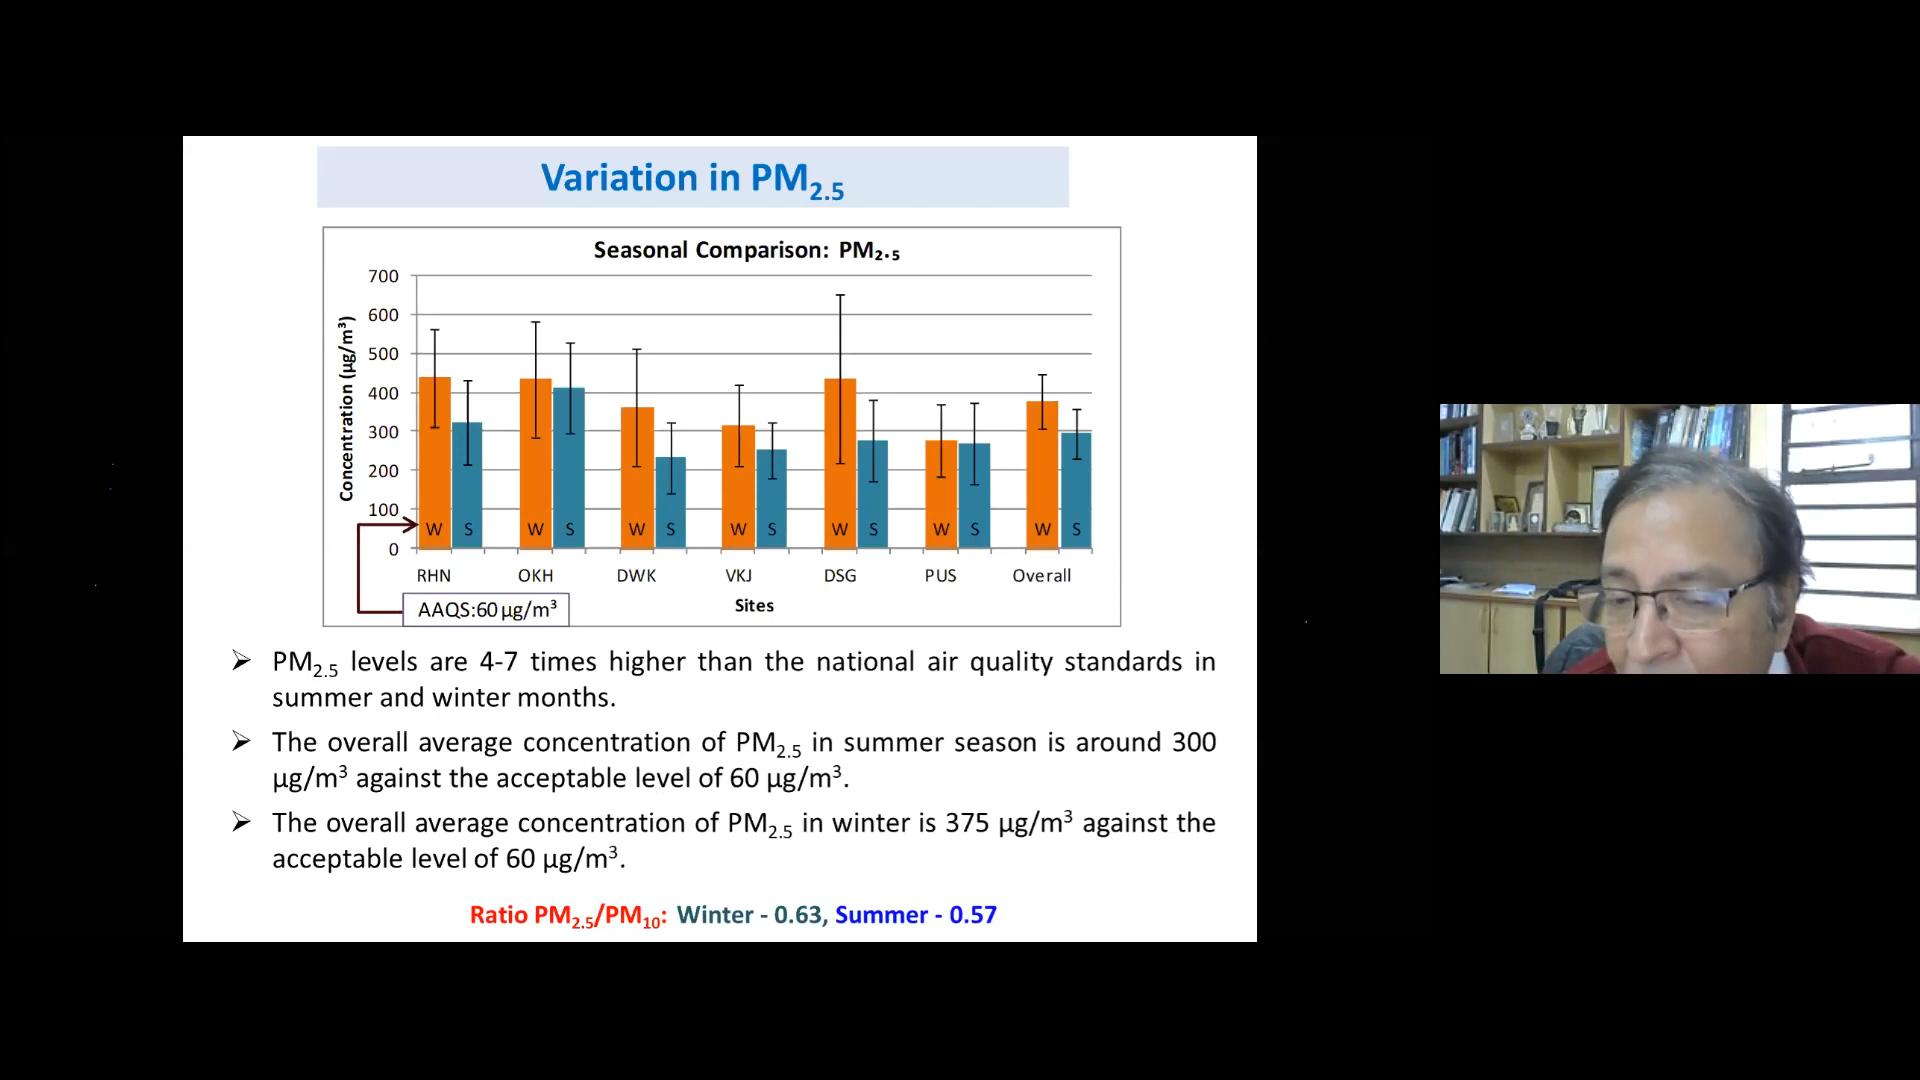 Variation in PM2.5
Seasonal Comparison: PM₂.₅
700
600
500
400
300
200
100
0
Concentration (µg/m³)
W S W S W S W S W S W S W S
RHN OKH DWK VKJ DSG PUS Overall
Sites
AAQS:60 µg/m³
➢ PM2.5 levels are 4-7 times higher than the national air quality standards in
summer and winter months.
➢ The overall average concentration of PM2.5 in summer season is around 300
µg/m³ against the acceptable level of 60 µg/m³.
➢ The overall average concentration of PM2.5 in winter is 375 µg/m³ against the
acceptable level of 60 µg/m³.
Ratio PM2.5/PM10: Winter - 0.63, Summer - 0.57